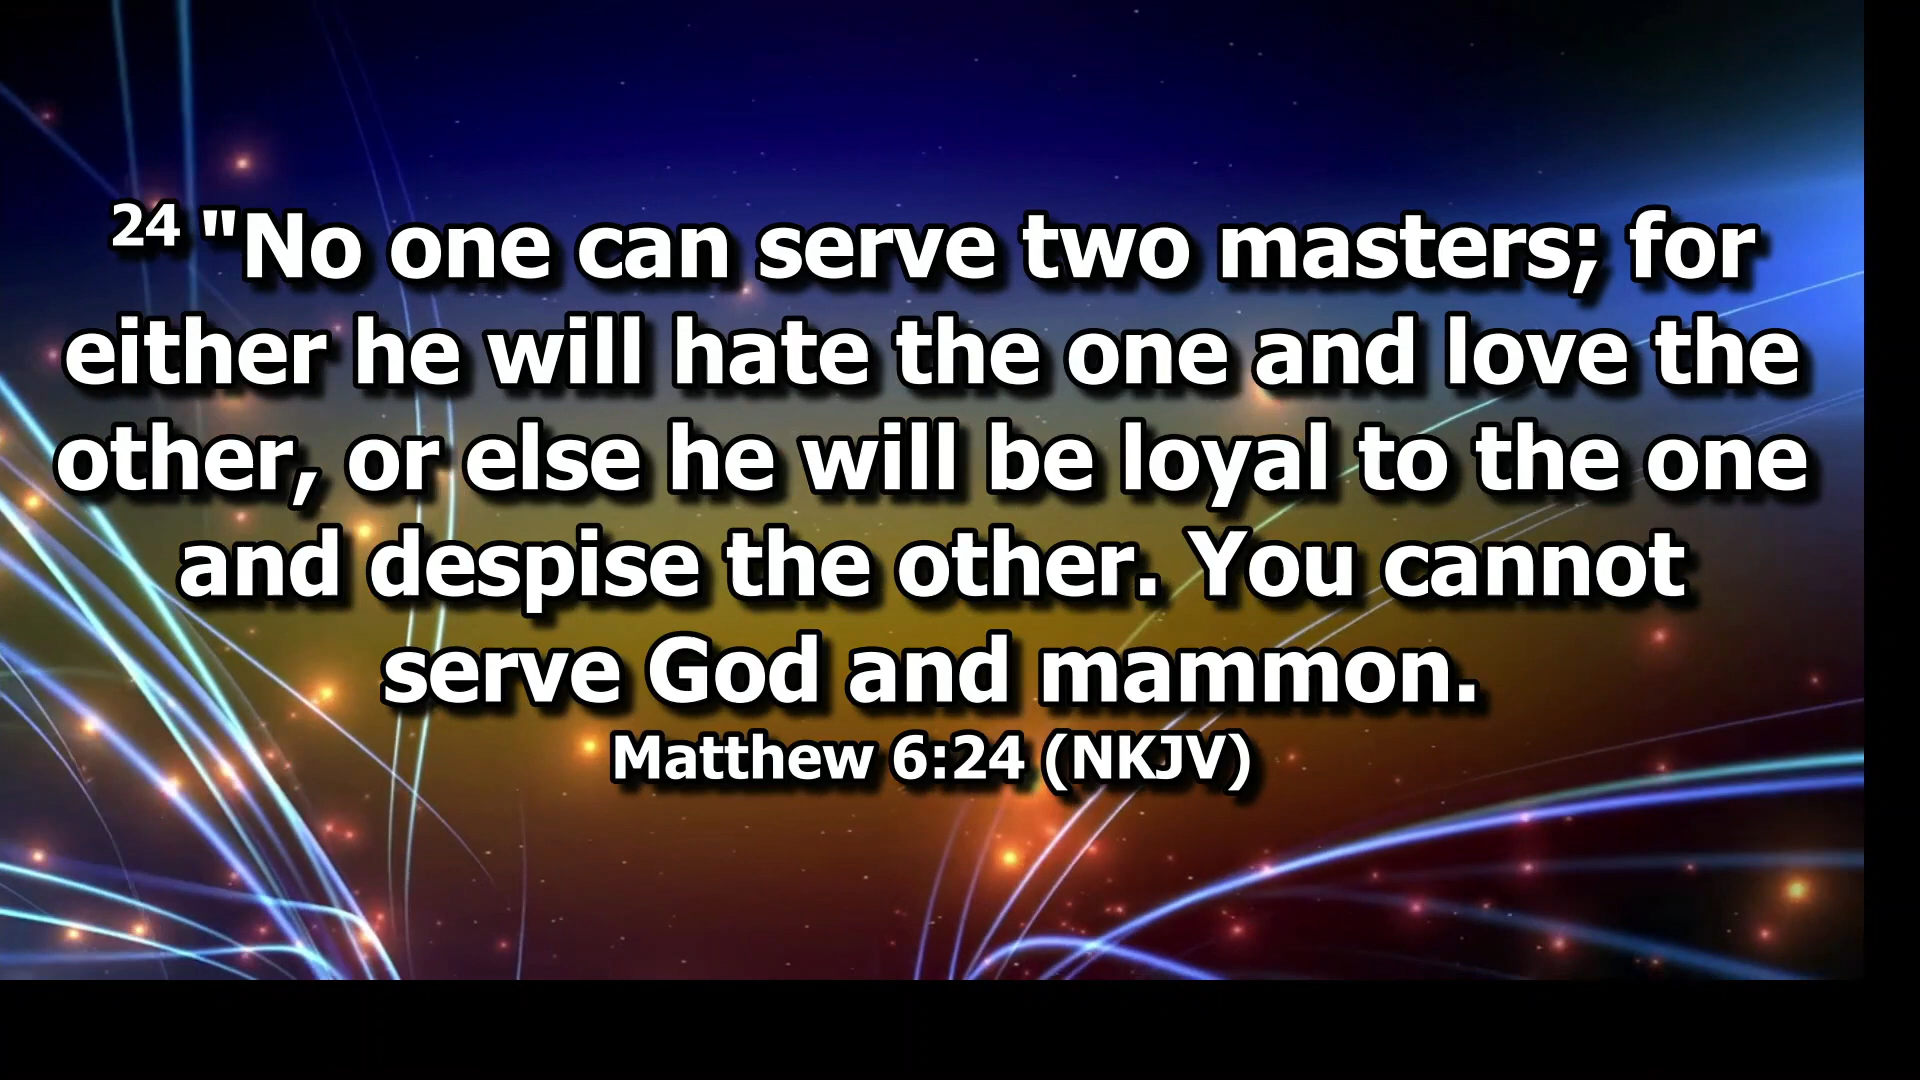 24 "No one can serve two masters; for
either he will hate the one and love the
other, or else he will be loyal to the one
and despise the other. You cannot
serve God and mammon.
Matthew 6:24 (NKJV)